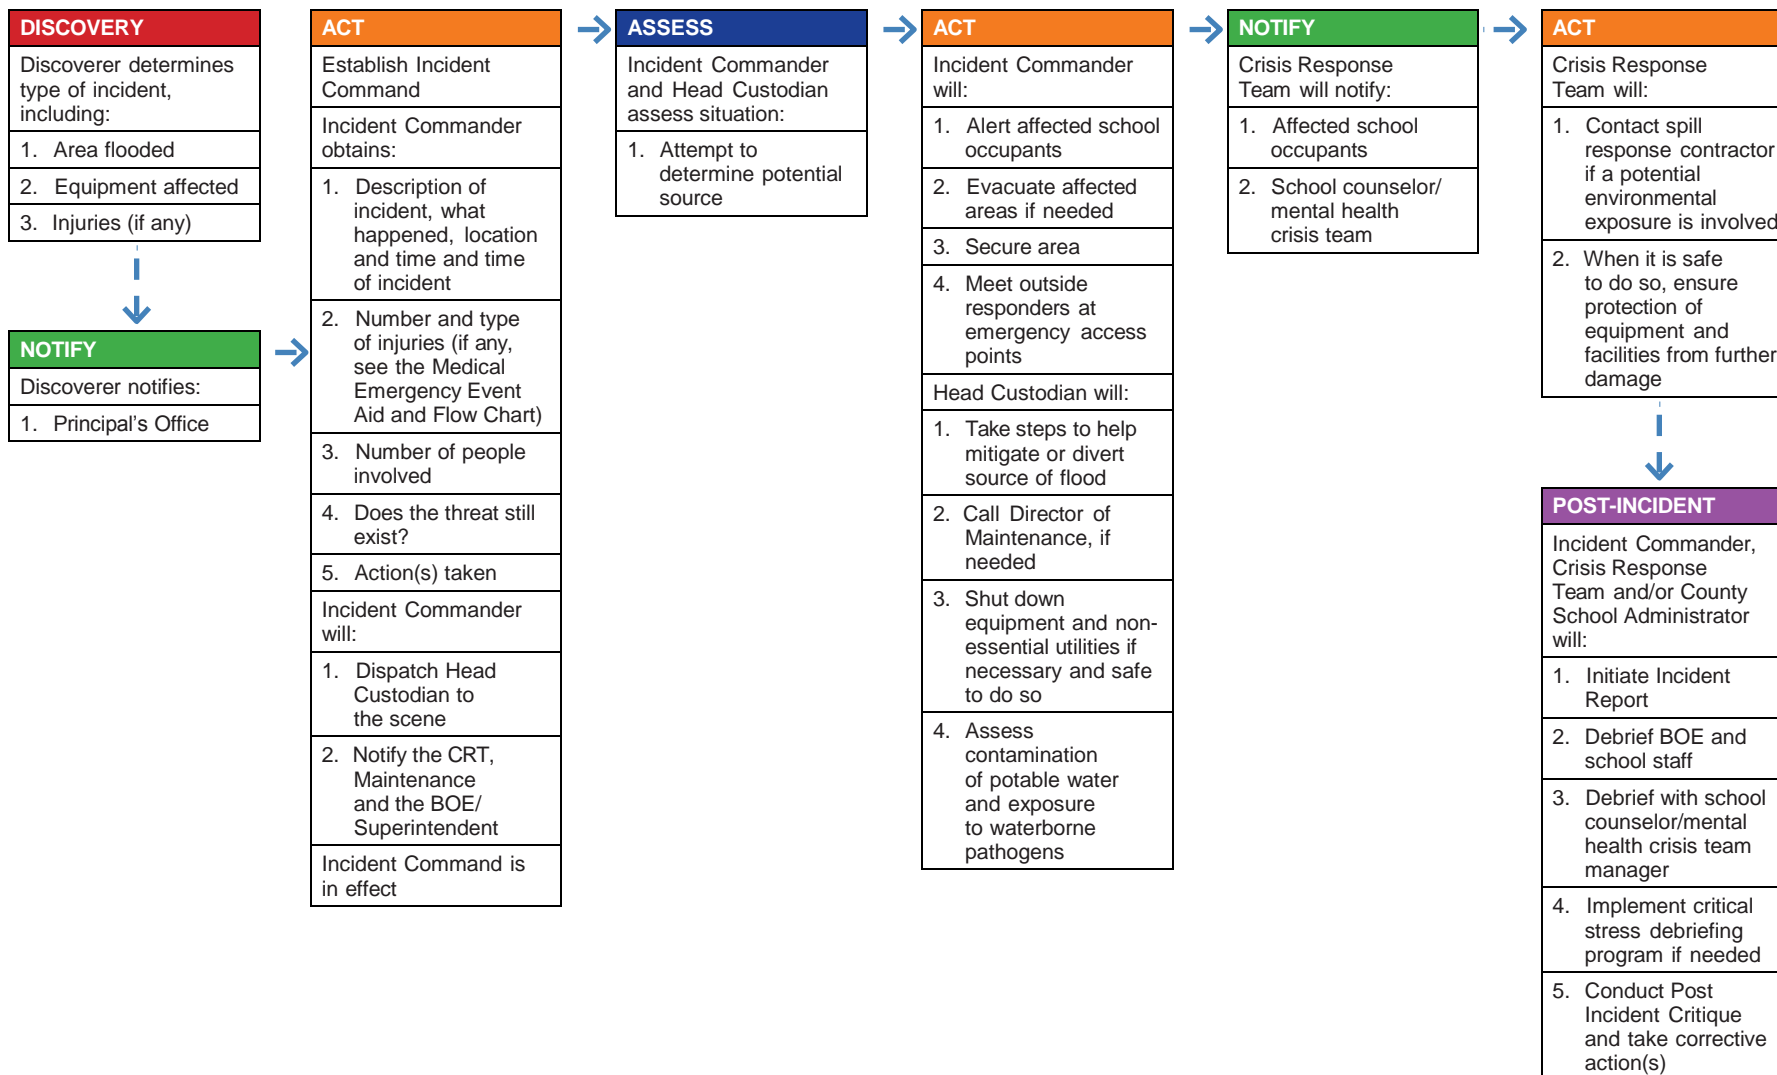 DISCOVERY
Discoverer determines
type of incident,
including:
1. Area flooded
2. Equipment affected
3. Injuries (if any)
NOTIFY
Discoverer notifies:
1. Principal's Office
ACT
Establish Incident
Command
Incident Commander
obtains:
1. Description of
incident, what
happened, location
and time and time
of incident
2. Number and type
of injuries (if any,
see the Medical
Emergency Event
Aid and Flow Chart)
3. Number of people
involved
4. Does the threat still
exist?
5. Action(s) taken
Incident Commander
will:
1. Dispatch Head
Custodian to
the scene
2. Notify the CRT,
Maintenance
and the BOE/
Superintendent
Incident Command is
in effect
ASSESS
Incident Commander
and Head Custodian
assess situation:
1. Attempt to
determine potential
source
ACT
Incident Commander
will:
1. Alert affected school
occupants
2. Evacuate affected
areas if needed
3. Secure area
4. Meet outside
responders at
emergency access
points
Head Custodian will:
1. Take steps to help
mitigate or divert
source of flood
2. Call Director of
Maintenance, if
needed
3. Shut down
equipment and non-
essential utilities if
necessary and safe
to do so
4. Assess
contamination
of potable water
and exposure
to waterborne
pathogens
NOTIFY
Crisis Response
Team will notify:
1. Affected school
occupants
2. School counselor/
mental health
crisis team
ACT
Crisis Response
Team will:
1. Contact spill
response contractor
if a potential
environmental
exposure is involved
2. When it is safe
to do so, ensure
protection of
equipment and
facilities from further
damage
POST-INCIDENT
Incident Commander,
Crisis Response
Team and/or County
School Administrator
will:
1. Initiate Incident
Report
2. Debrief BOE and
school staff
3. Debrief with school
counselor/mental
health crisis team
manager
4. Implement critical
stress debriefing
program if needed
5. Conduct Post
Incident Critique
and take corrective
action(s)